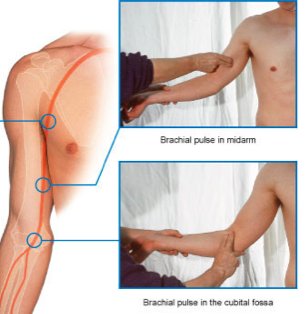 Brachial pulse in midarm
Brachial pulse in the cubital fossa